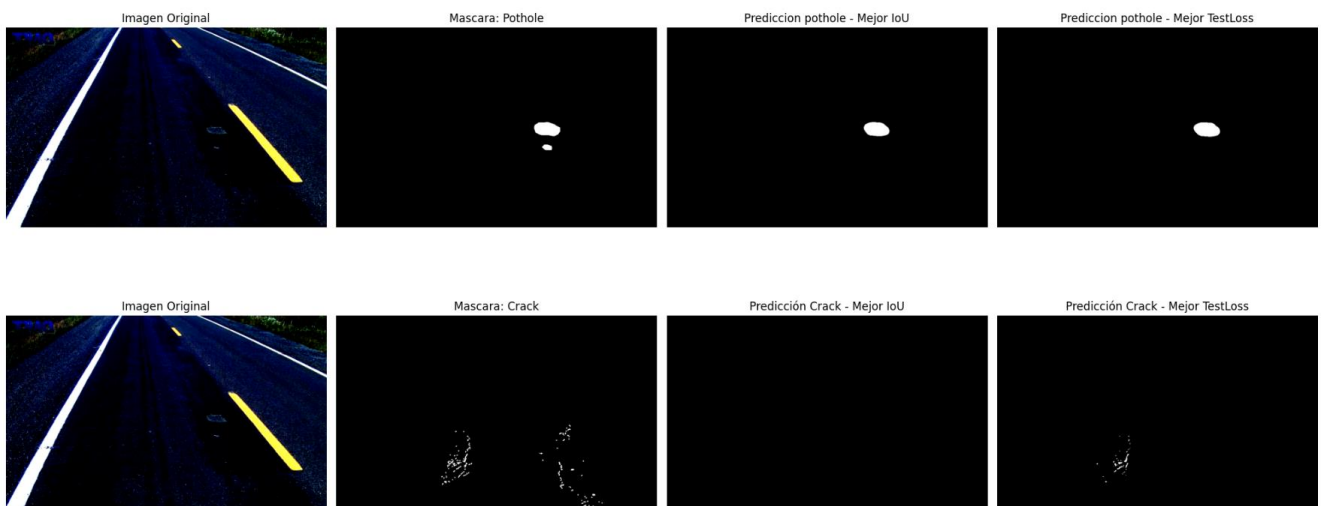 Imagen Original
Mascara: Pothole
Prediccion pothole - Mejor IoU
Prediccion pothole - Mejor TestLoss
Imagen Original
Mascara: Crack
Predicción Crack - Mejor IoU
Predicción Crack - Mejor TestLoss